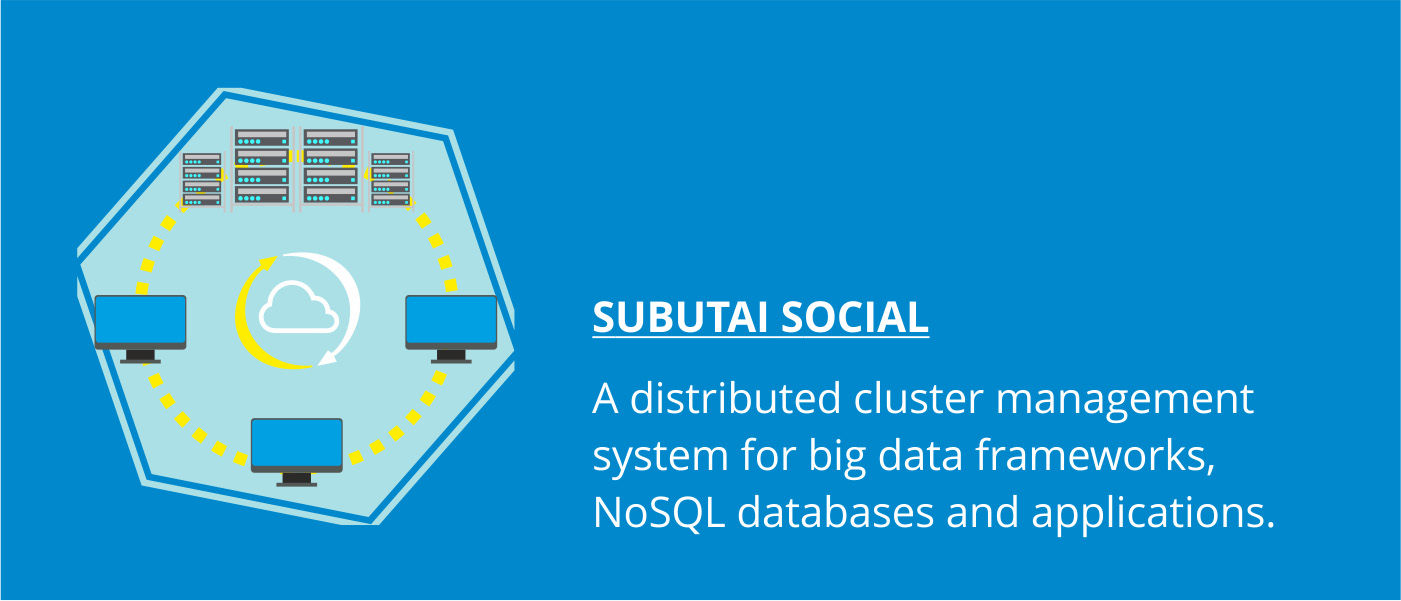 SUBUTAI SOCIAL
A distributed cluster management
system for big data frameworks,
NoSQL databases and applications.